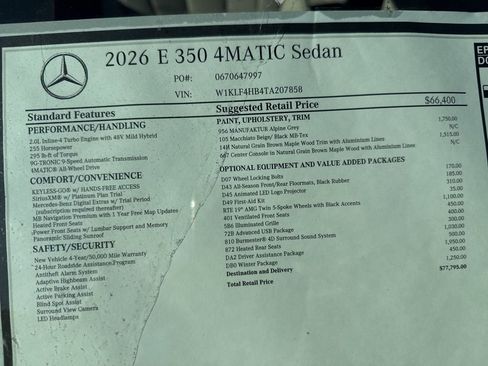 2026 E 350 4MATIC Sedan
PO#: 0670647997
VIN: W1KLF4HB4TA207858
Standard Features
PERFORMANCE/HANDLING
2.0L Inline-4 Turbo Engine with 48V Mild Hybrid
255 Horsepower
295 lb-ft of Torque
9G-TRONIC 9-Speed Automatic Transmission
4MATIC® All-Wheel Drive
COMFORT/CONVENIENCE
KEYLESS-GO® w/ HANDS-FREE ACCESS
SiriusXM® w/ Platinum Plan Trial
Mercedes-Benz Digital Extras w/ Trial Period
(subscription required thereafter)
MB Navigation Premium with 1 Year Free Map Updates
Heated Front Seats
Power Front Seats w/ Lumbar Support and Memory
Panoramic Sliding Sunroof
SAFETY/SECURITY
New Vehicle 4-Year/50,000 Mile Warranty
24-Hour Roadside Assistance Program
Antitheft Alarm System
Adaptive Highbeam Assist
Active Brake Assist
Active Parking Assist
Blind Spot Assist
Surround View Camera
LED Headlamps
Suggested Retail Price $66,400
PAINT, UPHOLSTERY, TRIM
956 MANUFAKTUR Alpine Grey 1,750.00
105 Macchiato Beige/ Black MB-Tex N/C
Natural Grain Brown Maple Wood Trim with Aluminium Lines 1,515.00
667 Center Console in Natural Grain Brown Maple Wood with Aluminium Lines N/C
OPTIONAL EQUIPMENT AND VALUE ADDED PACKAGES
D07 Wheel Locking Bolts 170.00
D43 All-Season Front/Rear Floormats, Black Rubber 185.00
D45 Animated LED Logo Projector 310.00
D49 First-Aid Kit 35.00
RTE 19" AMG Twin 5-Spoke Wheels with Black Accents 1,100.00
401 Ventilated Front Seats 450.00
5B6 Illuminated Grille 400.00
72B Advanced USB Package 300.00
810 Burmester® 4D Surround Sound System 1,030.00
872 Heated Rear Seats 500.00
DA2 Driver Assistance Package 1,950.00
DB0 Winter Package 450.00
Destination and Delivery 1,250.00
Total Retail Price $77,795.00
EP
DO